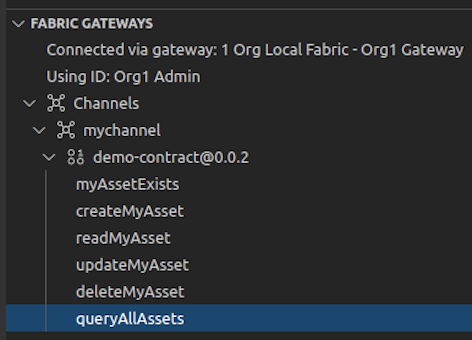 FABRIC GATEWAYS
Connected via gateway: 1 Org Local Fabric - Org1 Gateway
Using ID: Org1 Admin
Channels
mychannel
demo-contract@0.0.2
myAssetExists
createMyAsset
readMyAsset
updateMyAsset
deleteMyAsset
queryAllAssets